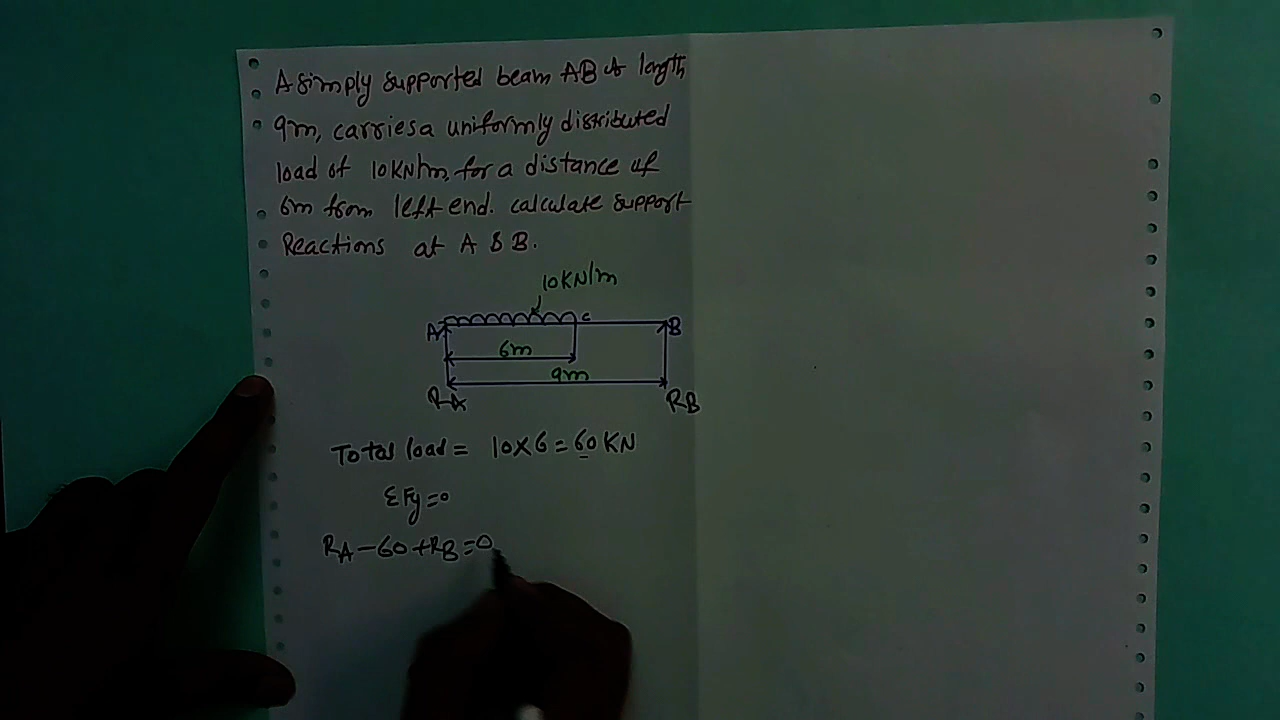 A simply supported beam AB of length
9m, carries a uniformly distributed
load of 10KN/m, for a distance of
6m from left end. calculate support
Reactions at A & B.
10KN/m
A C B
6m
9m
RA RB
Total load = 10×6=60KN
ΣFy=0
RA-60+RB=0